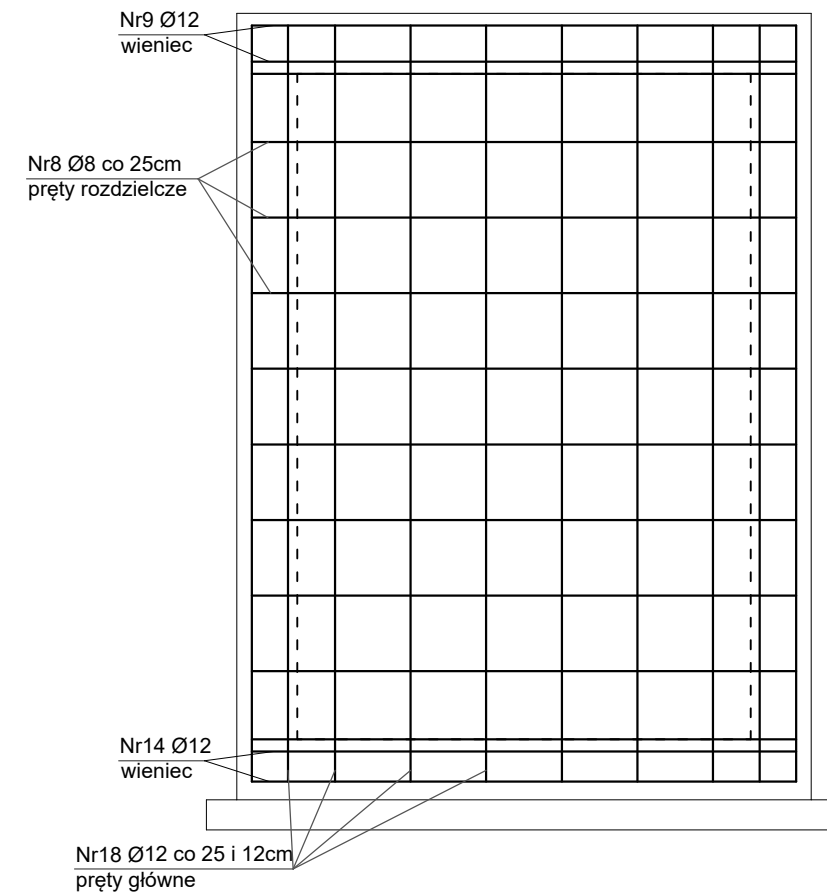 Nr9 Ø12
wieniec
Nr8 Ø8 co 25cm
pręty rozdzielcze
Nr14 Ø12
wieniec
Nr18 Ø12 co 25 i 12cm
pręty główne